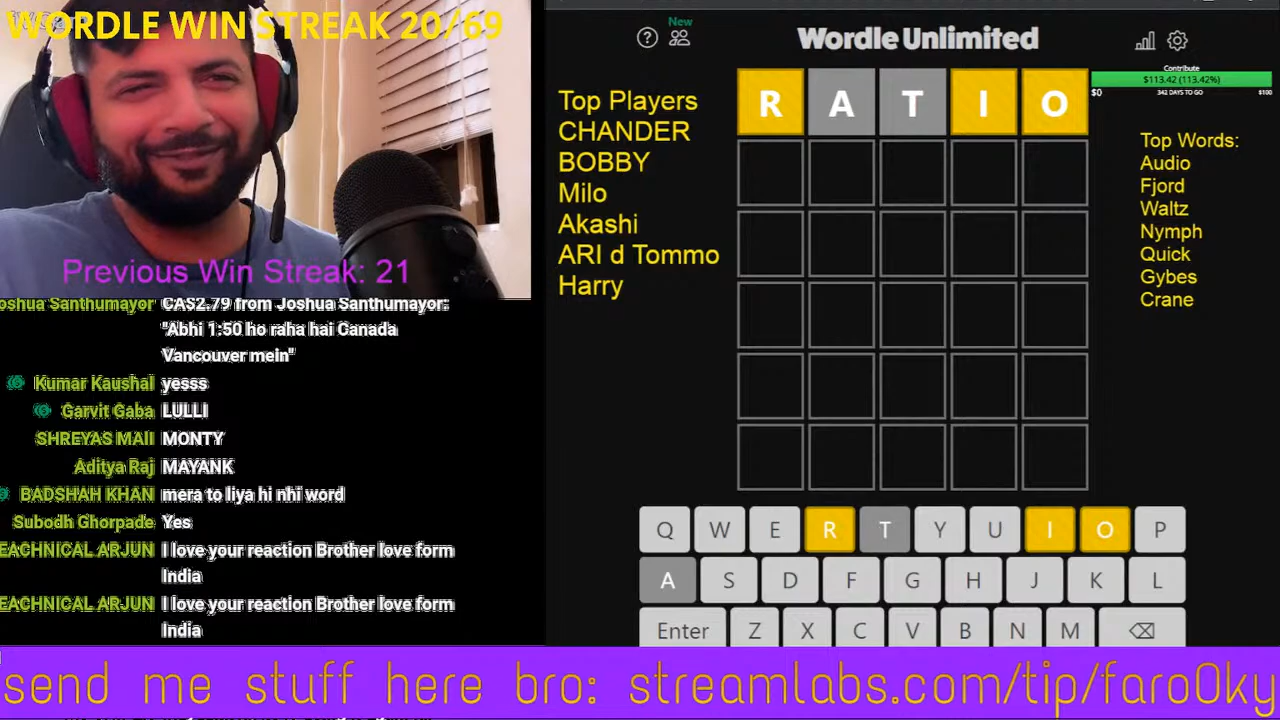 WORDLE WIN STREAK 20/69
Previous Win Streak: 21
oshua Santhumayor CA$2.79 from Joshua Santhumayor:
"Abhi 1:50 ho raha hai Canada
Vancouver mein"
Kumar Kaushal yesss
Garvit Gaba LULLI
MONTY
Aditya Raj MAYANK
BADSHAH KHAN mera to liya hi nhi word
Subodh Ghorpade Yes
EACHNICAL ARJUN I love your reaction Brother love form
India
EACHNICAL ARJUN I love your reaction Brother love form
India
New
Wordle Unlimited
Top Players
CHANDER
BOBBY
Milo
Akashi
ARI d Tommo
Harry
R A T I O
Contribute
$113.42 (113.42%)
$0 342 DAYS TO GO $100
Top Words:
Audio
Fjord
Waltz
Nymph
Quick
Gybes
Crane
Q W E R T Y U I O P
A S D F G H J K L
Enter Z X C V B N M
send me stuff here bro: streamlabs.com/tip/faro0ky